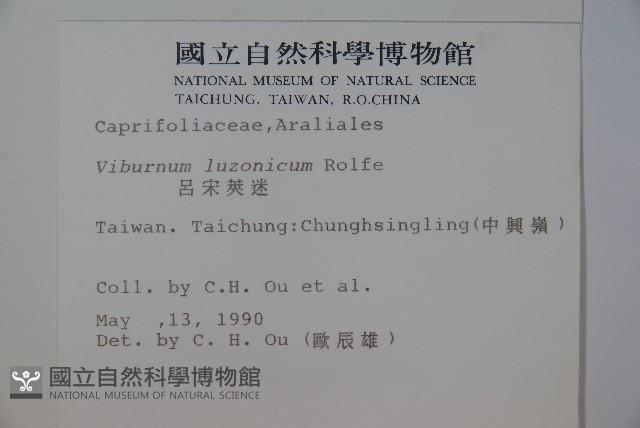 國立自然科學博物館
NATIONAL MUSEUM OF NATURAL SCIENCE
TAICHUNG, TAIWAN, R.O.CHINA
Caprifoliaceae,Araliales
Viburnum luzonicum Rolfe
呂宋莢迷
Taiwan. Taichung:Chunghsingling(中興嶺)
Coll. by C.H. Ou et al.
May ,13, 1990
Det. by C. H. Ou (歐辰雄)
國立自然科學博物館
NATIONAL MUSEUM OF NATURAL SCIENCE